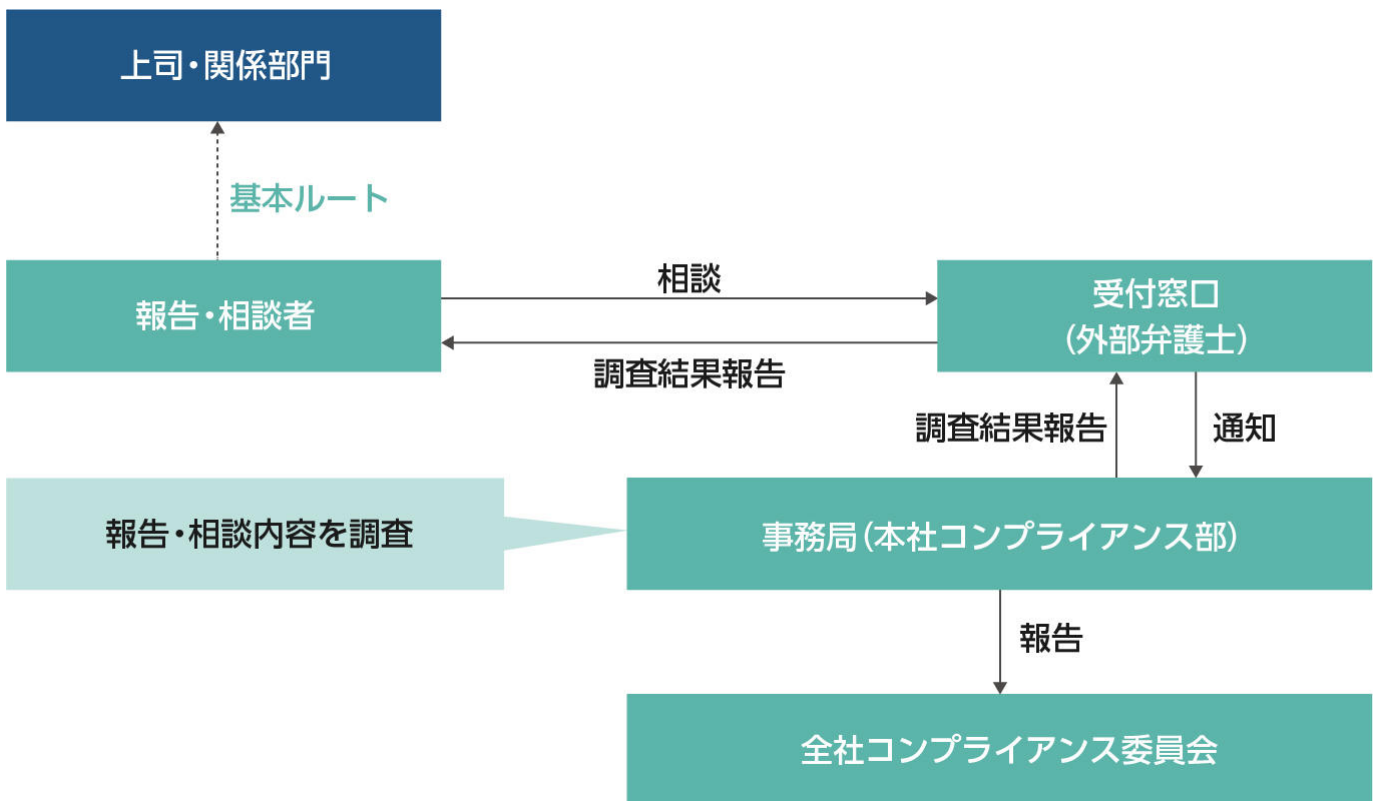 上司・関係部門
基本ルート
報告・相談者
相談
調査結果報告
受付窓口
(外部弁護士)
調査結果報告
通知
報告・相談内容を調査
事務局(本社コンプライアンス部)
報告
全社コンプライアンス委員会